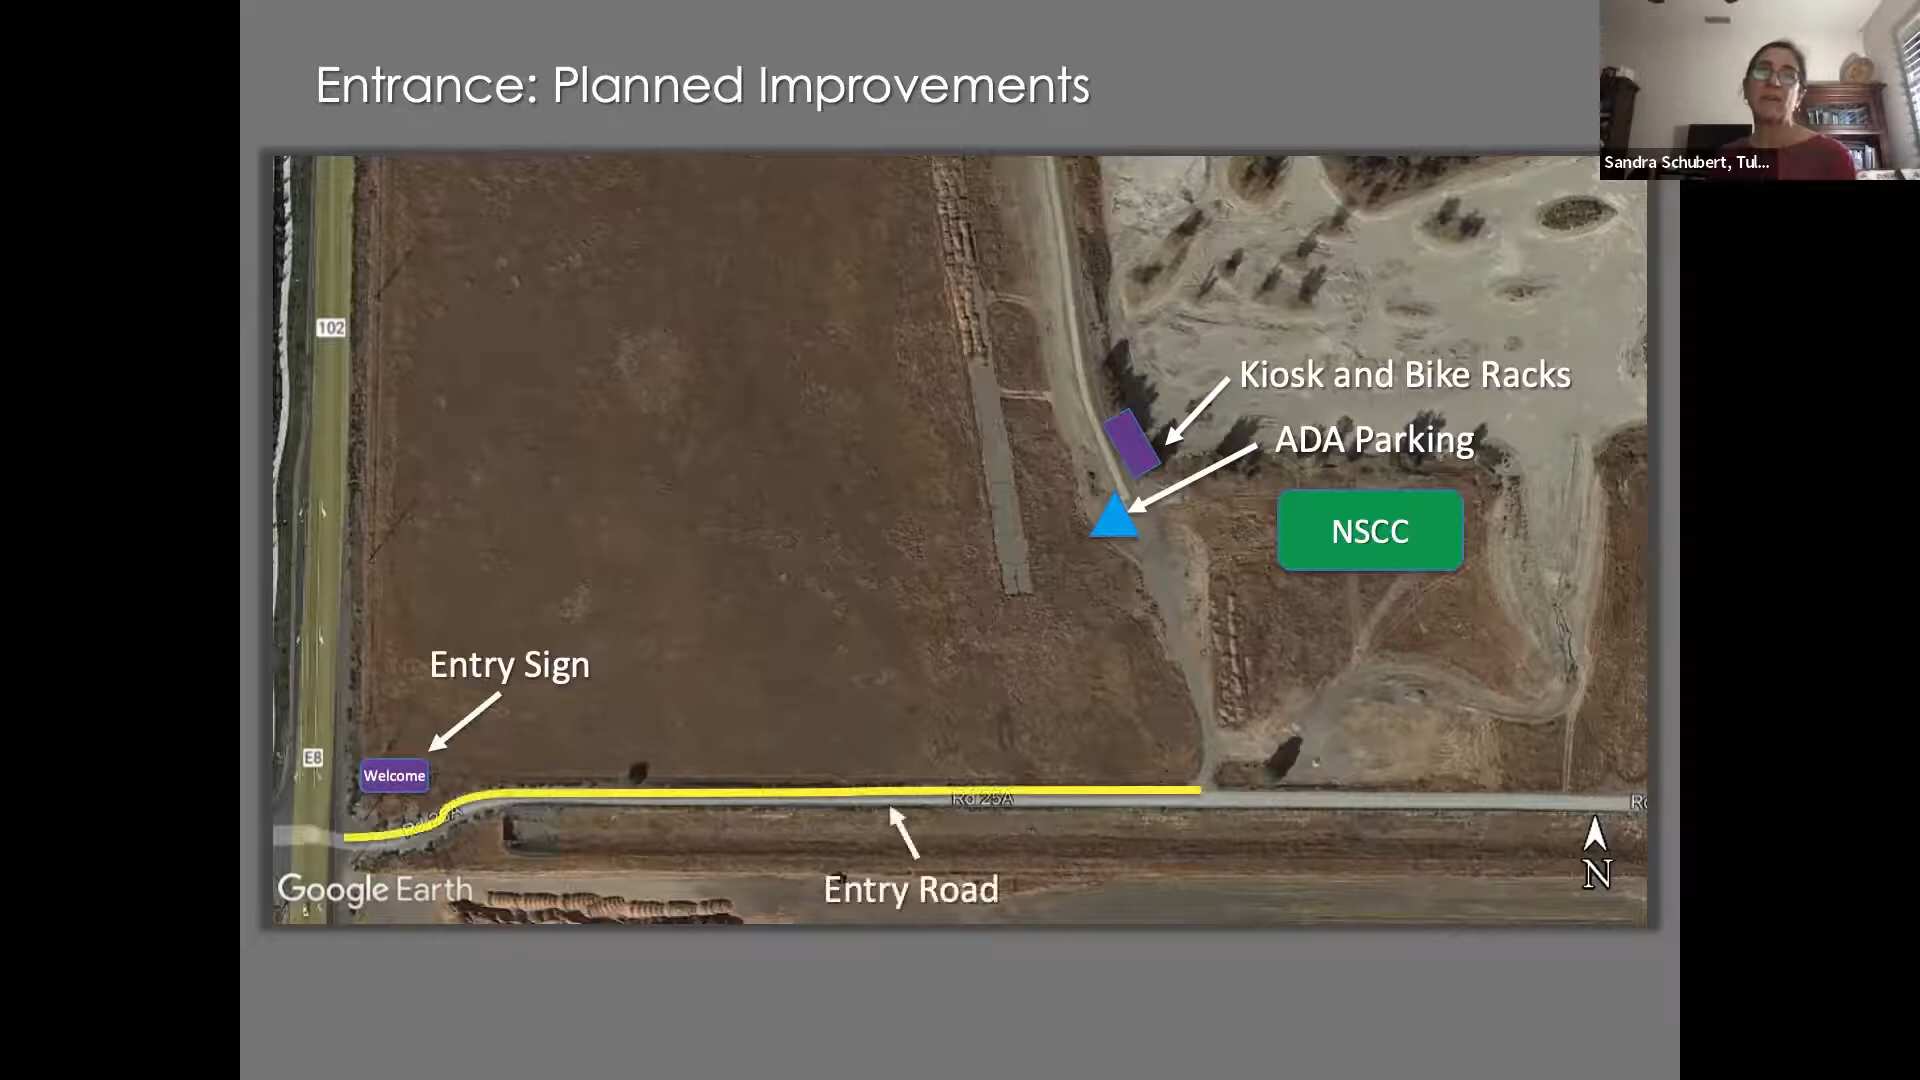 Entrance: Planned Improvements
Sandra Schubert, Tul...
102
Kiosk and Bike Racks
ADA Parking
NSCC
Entry Sign
E8
Welcome
Rd 25A
Entry Road
N
Google Earth